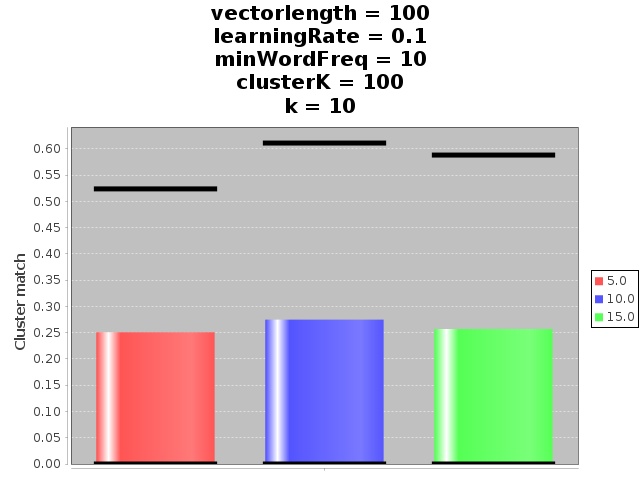 vectorlength = 100
learningRate = 0.1
minWordFreq = 10
clusterK = 100
k = 10
0.60
0.55
0.50
0.45
0.40
0.35
0.30
0.25
0.20
0.15
0.10
0.05
0.00
Cluster match
5.0
10.0
15.0